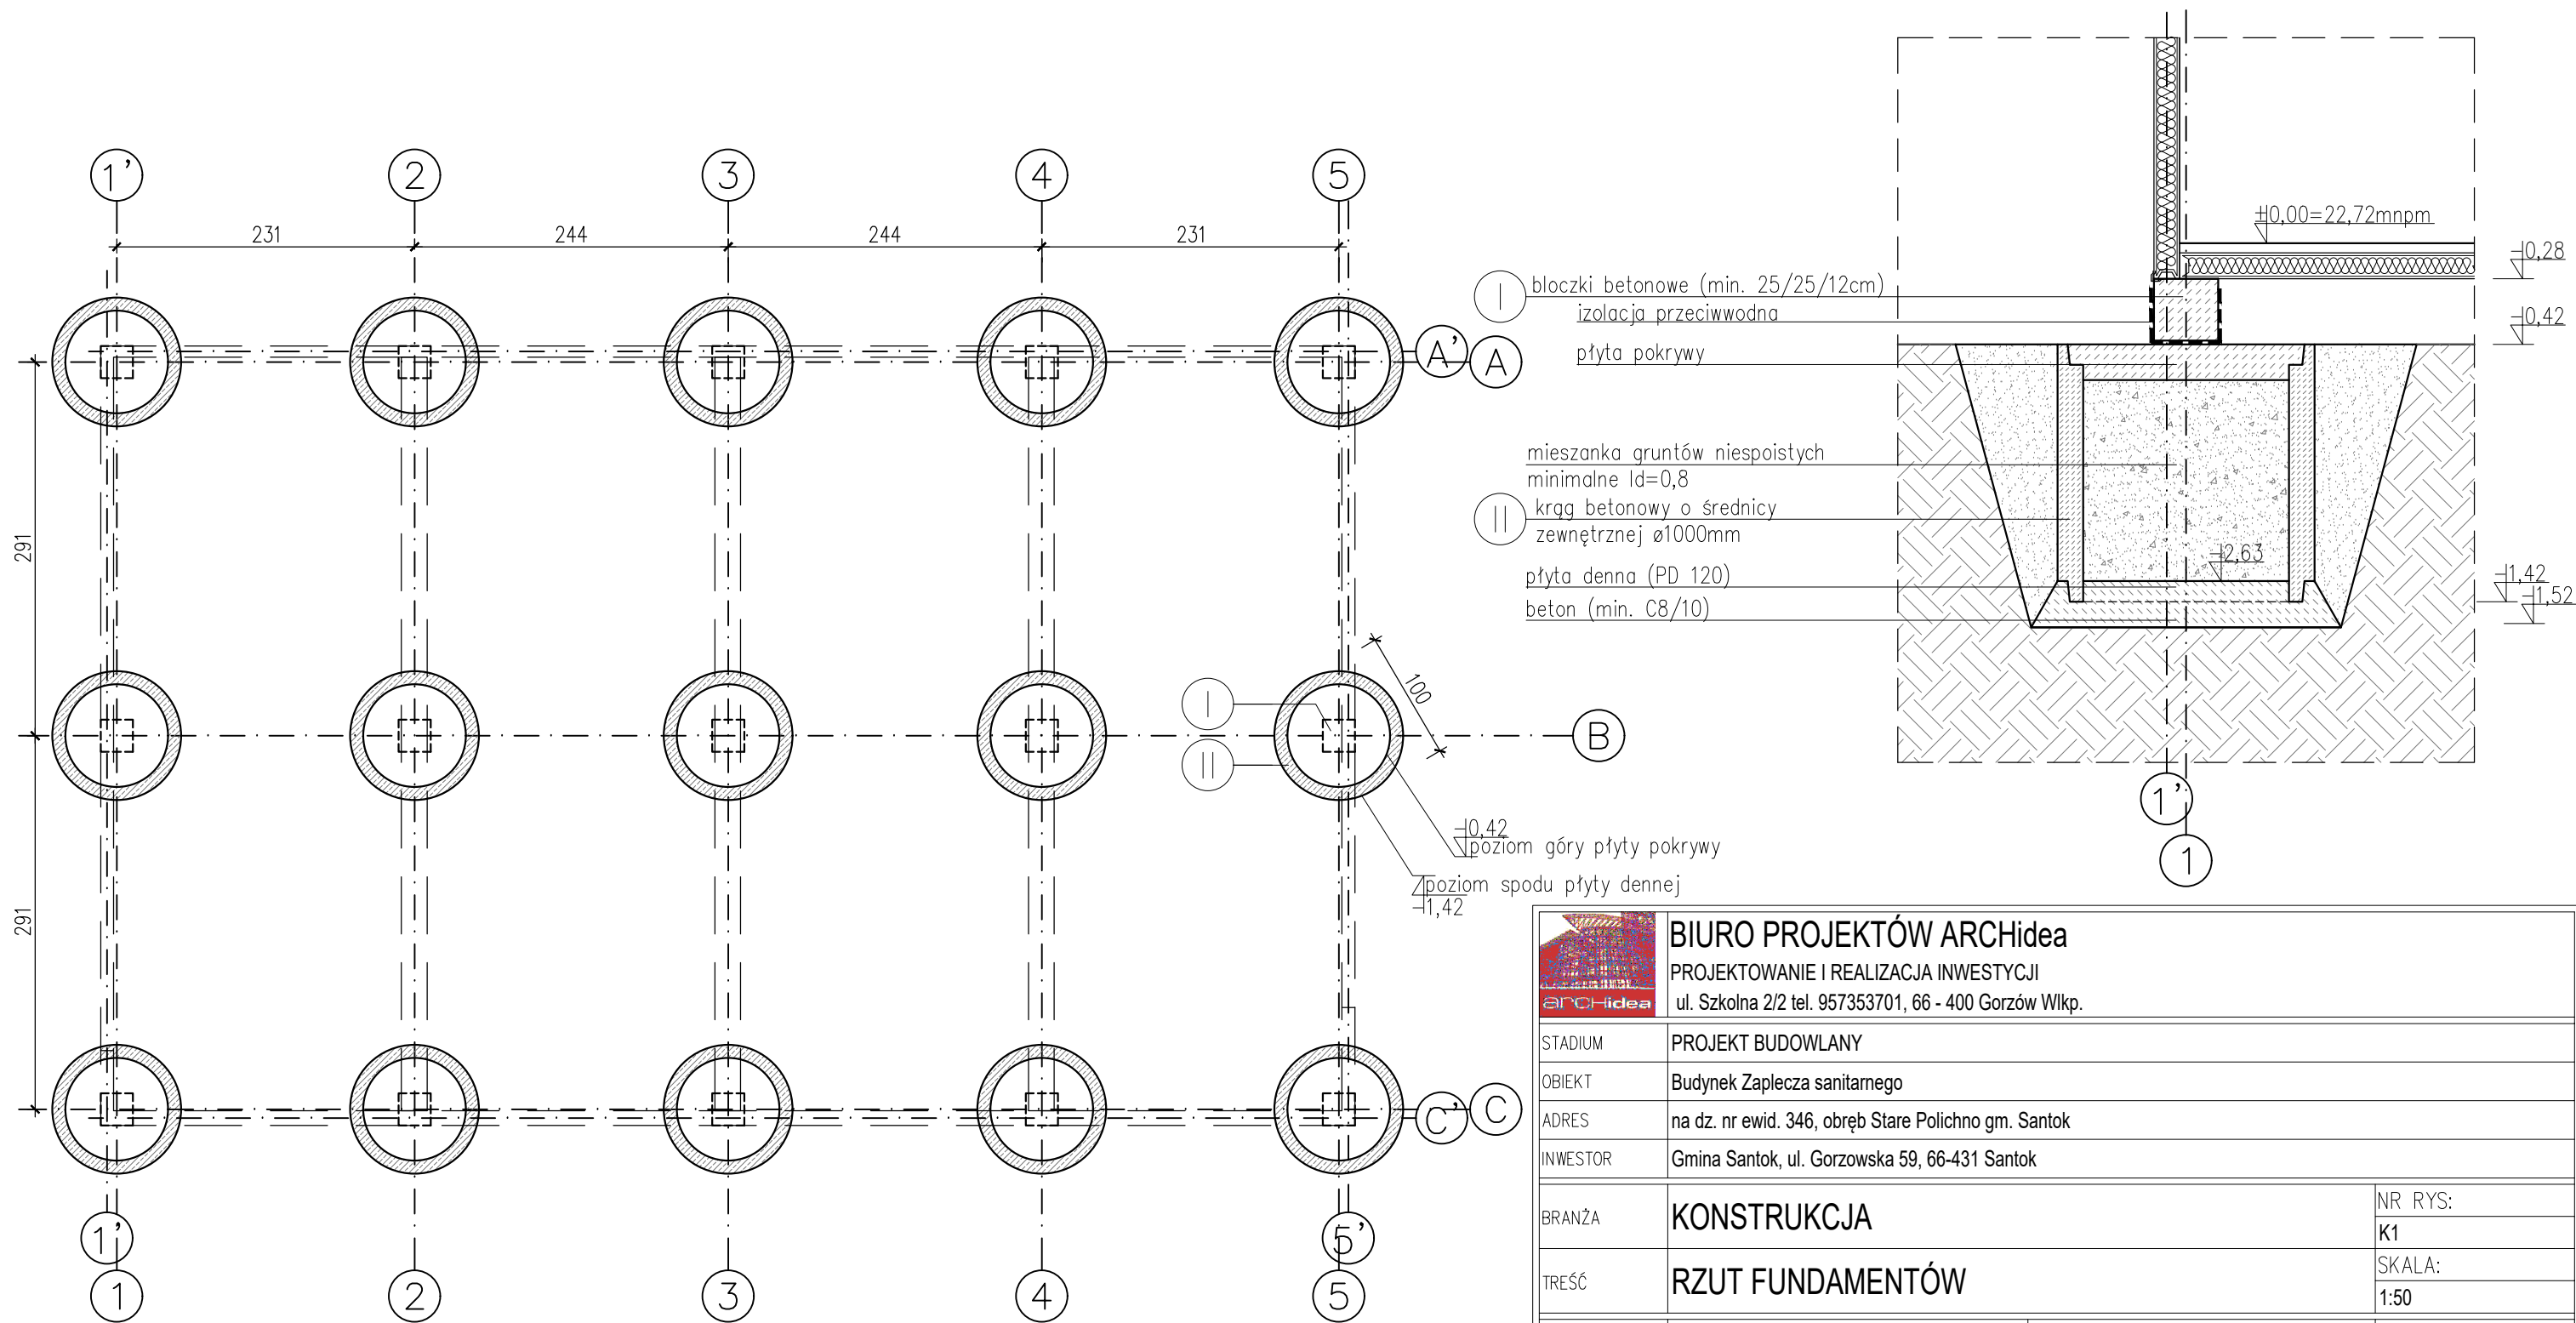 1' 2 3 4 5
231 244 244 231
A' A
291
B
291
I
II
100
-0,42
poziom góry płyty pokrywy
poziom spodu płyty dennej
-1,42
C' C
1' 5'
1 2 3 4 5
±0,00=22,72mnpm
-0,28
I
bloczki betonowe (min. 25/25/12cm)
izolacja przeciwwodna
-0,42
płyta pokrywy
mieszanka gruntów niespoistych
minimalne Id=0,8
II
krąg betonowy o średnicy
zewnętrznej ø1000mm
-2,63
płyta denna (PD 120)
-1,42
beton (min. C8/10)
-1,52
1'
1
ARCHidea
BIURO PROJEKTÓW ARCHidea
PROJEKTOWANIE I REALIZACJA INWESTYCJI
ul. Szkolna 2/2 tel. 957353701, 66 - 400 Gorzów Wlkp.
STADIUM PROJEKT BUDOWLANY
OBIEKT Budynek Zaplecza sanitarnego
ADRES na dz. nr ewid. 346, obręb Stare Polichno gm. Santok
INWESTOR Gmina Santok, ul. Gorzowska 59, 66-431 Santok
BRANŻA KONSTRUKCJA
NR RYS:
K1
TREŚĆ RZUT FUNDAMENTÓW
SKALA:
1:50